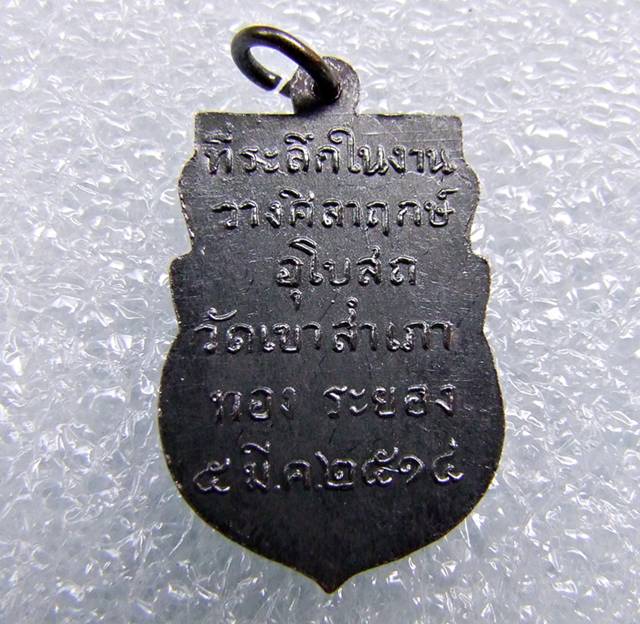 ที่ระลึกในงาน
วางศิลาฤกษ์
อุโบสถ
วัดเขาสำเภา
ทอง ระยอง
๕ มี.ค.๒๕๑๔